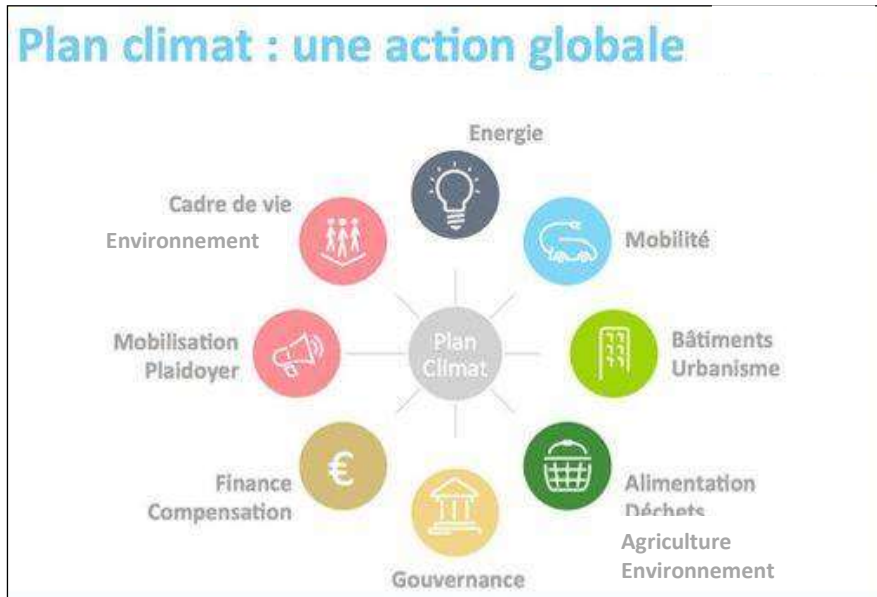 Plan climat : une action globale
Energie
Cadre de vie
Environnement
Mobilité
Mobilisation
Plaidoyer
Plan
Climat
Bâtiments
Urbanisme
Finance
Compensation
€
Alimentation
Déchets
Agriculture
Environnement
Gouvernance